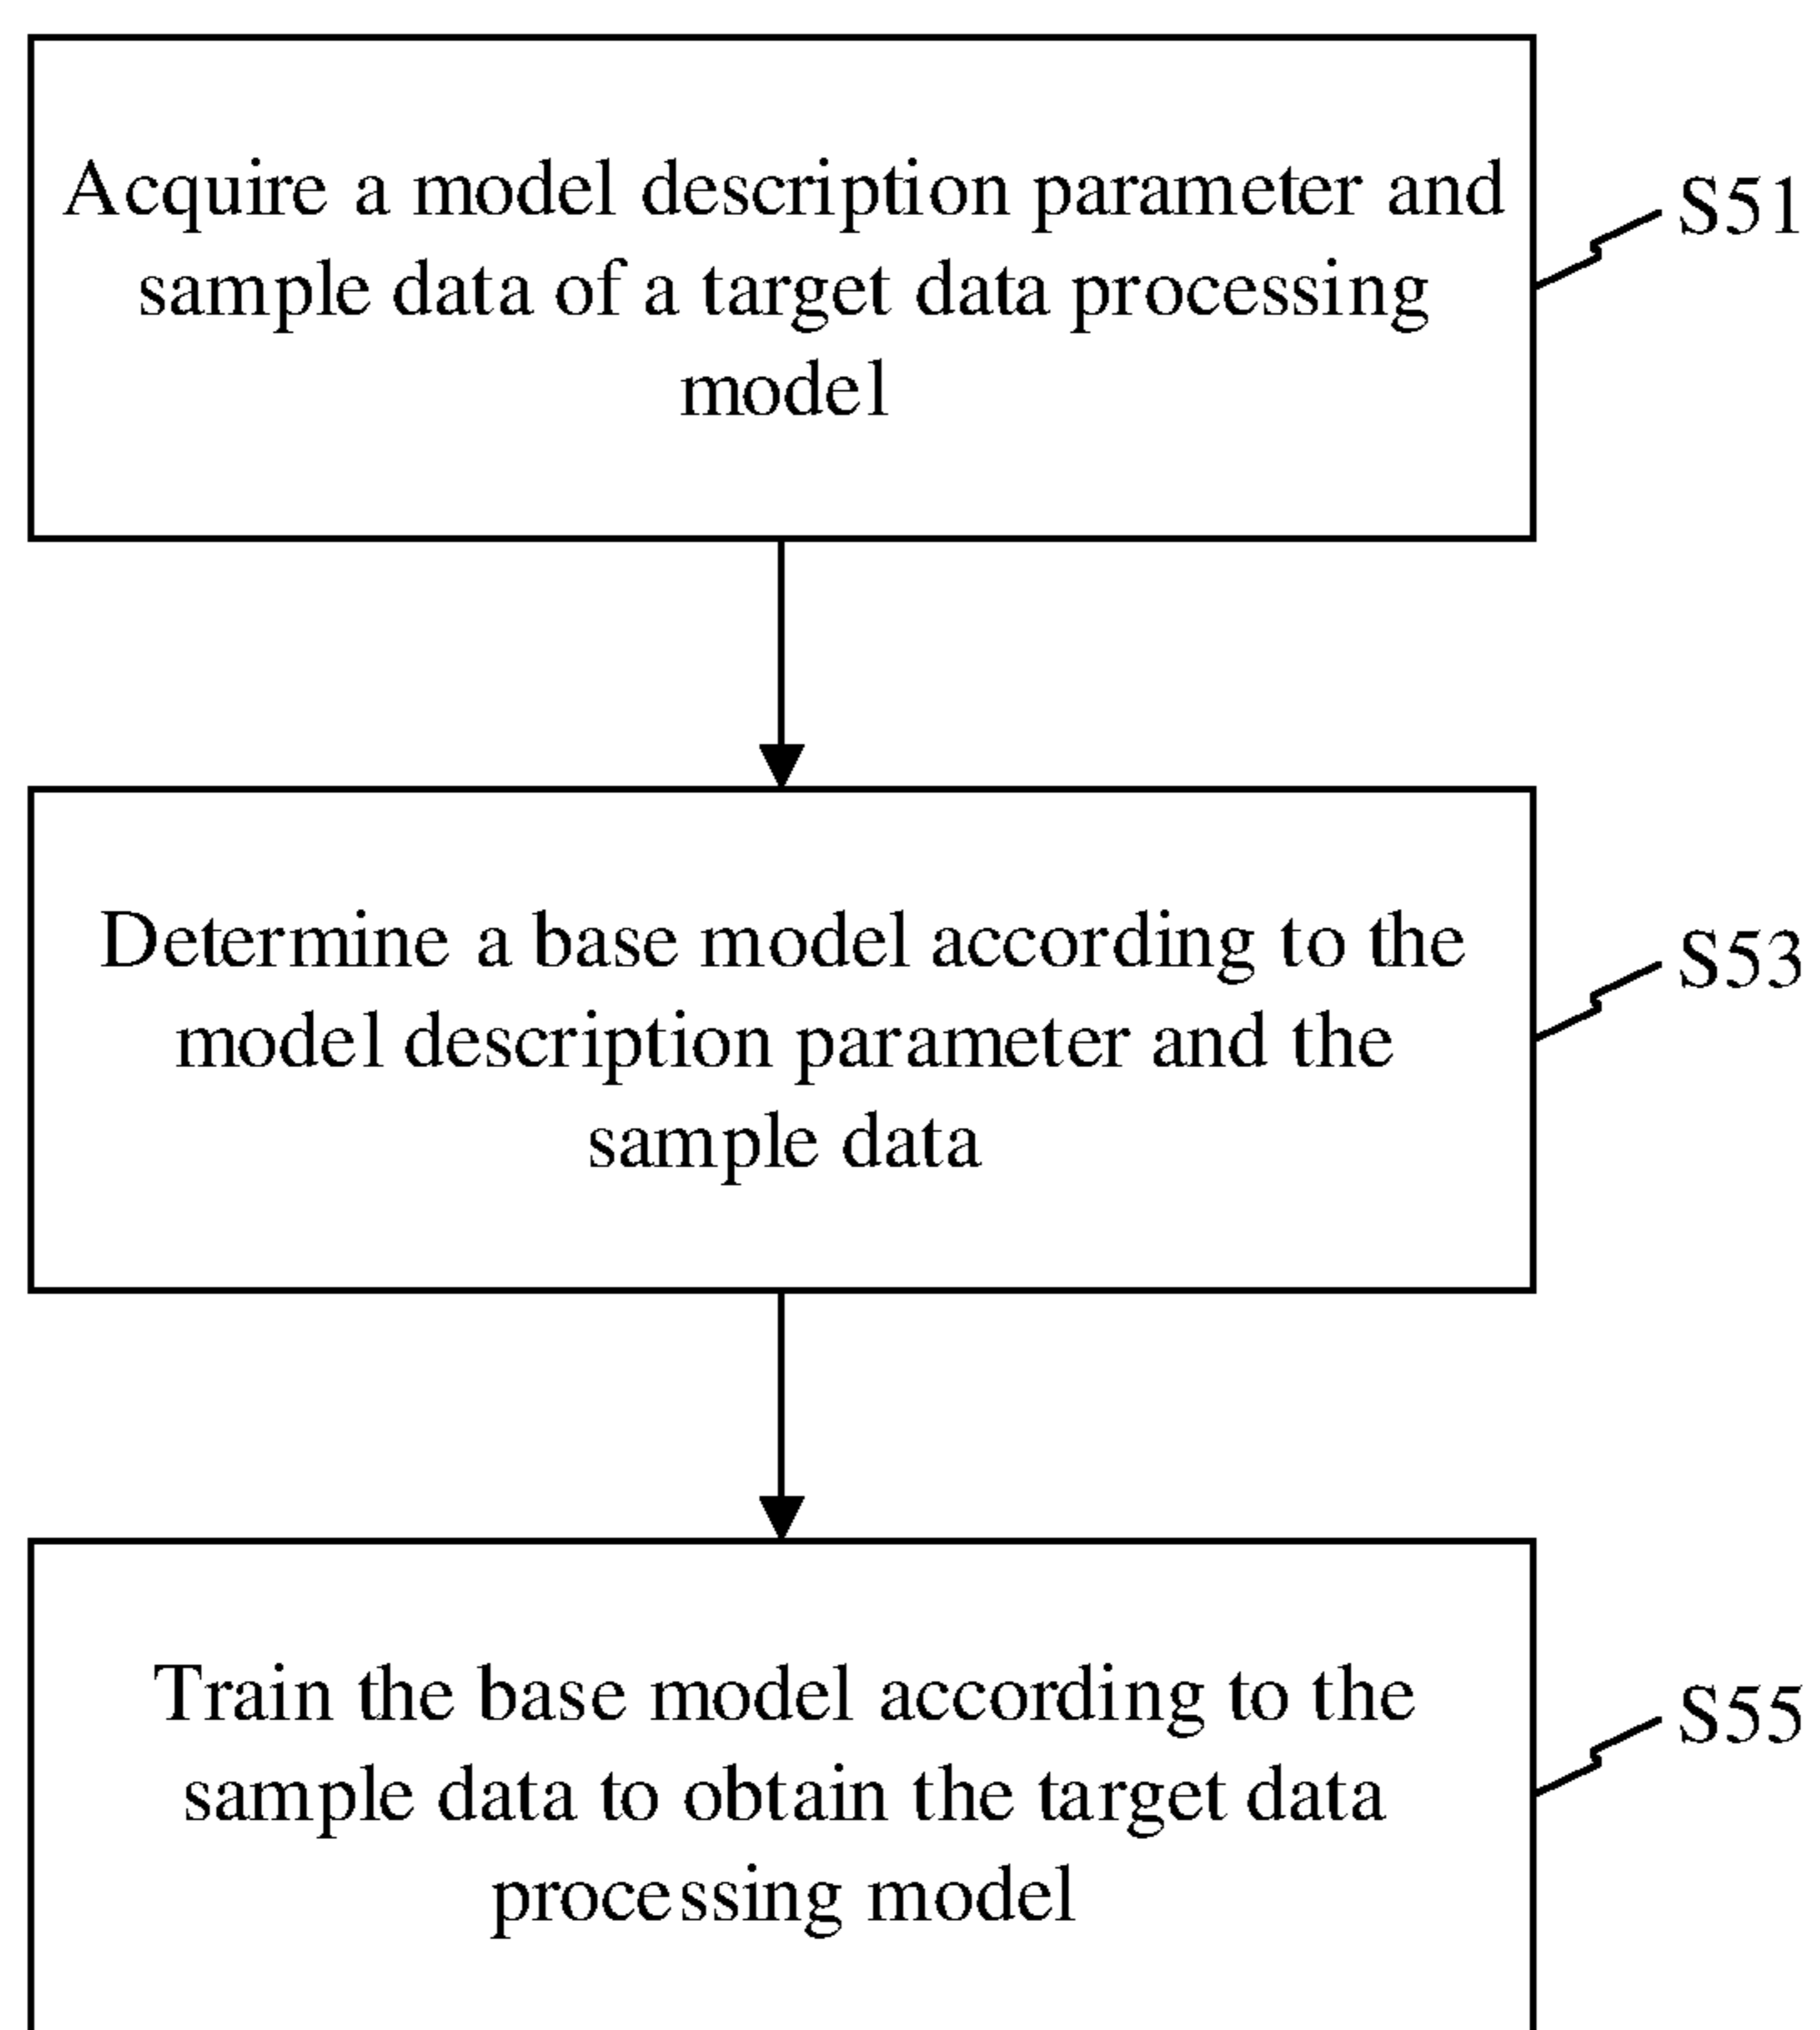 Acquire a model description parameter and
sample data of a target data processing
model
S51
Determine a base model according to the
model description parameter and the
sample data
S53
Train the base model according to the
sample data to obtain the target data
processing model
S55